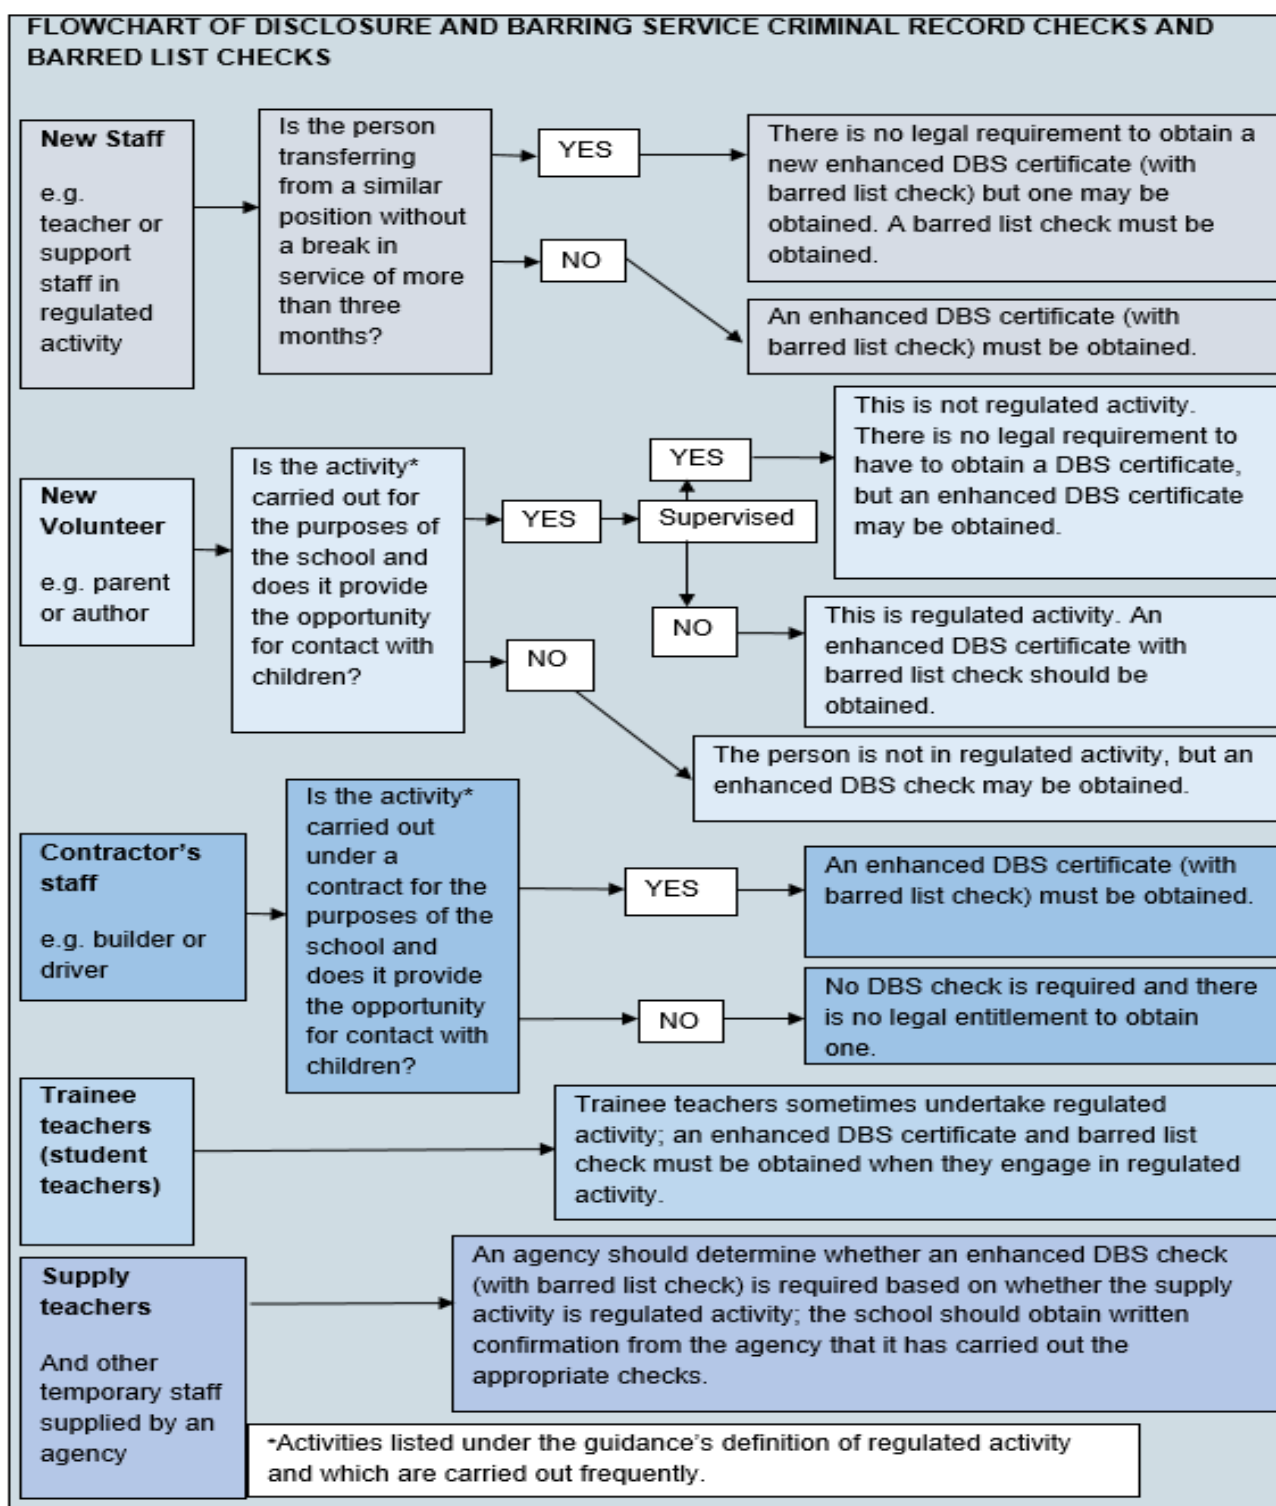 FLOWCHART OF DISCLOSURE AND BARRING SERVICE CRIMINAL RECORD CHECKS AND
BARRED LIST CHECKS
New Staff
e.g.
teacher or
support
staff in
regulated
activity
Is the person
transferring
from a similar
position without
a break in
service of more
than three
months?
YES
There is no legal requirement to obtain a
new enhanced DBS certificate (with
barred list check) but one may be
obtained. A barred list check must be
obtained.
NO
An enhanced DBS certificate (with
barred list check) must be obtained.
New
Volunteer
e.g. parent
or author
Is the activity*
carried out for
the purposes of
the school and
does it provide
the opportunity
for contact with
children?
YES
Supervised
YES
This is not regulated activity.
There is no legal requirement to
have to obtain a DBS certificate,
but an enhanced DBS certificate
may be obtained.
NO
This is regulated activity. An
enhanced DBS certificate with
barred list check should be
obtained.
NO
The person is not in regulated activity, but an
enhanced DBS check may be obtained.
Contractor's
staff
e.g. builder or
driver
Is the activity*
carried out
under a
contract for the
purposes of the
school and
does it provide
the opportunity
for contact with
children?
YES
An enhanced DBS certificate (with
barred list check) must be obtained.
NO
No DBS check is required and there
is no legal entitlement to obtain
one.
Trainee
teachers
(student
teachers)
Trainee teachers sometimes undertake regulated
activity; an enhanced DBS certificate and barred list
check must be obtained when they engage in regulated
activity.
Supply
teachers
And other
temporary staff
supplied by an
agency
An agency should determine whether an enhanced DBS check
(with barred list check) is required based on whether the supply
activity is regulated activity; the school should obtain written
confirmation from the agency that it has carried out the
appropriate checks.
*Activities listed under the guidance's definition of regulated activity
and which are carried out frequently.